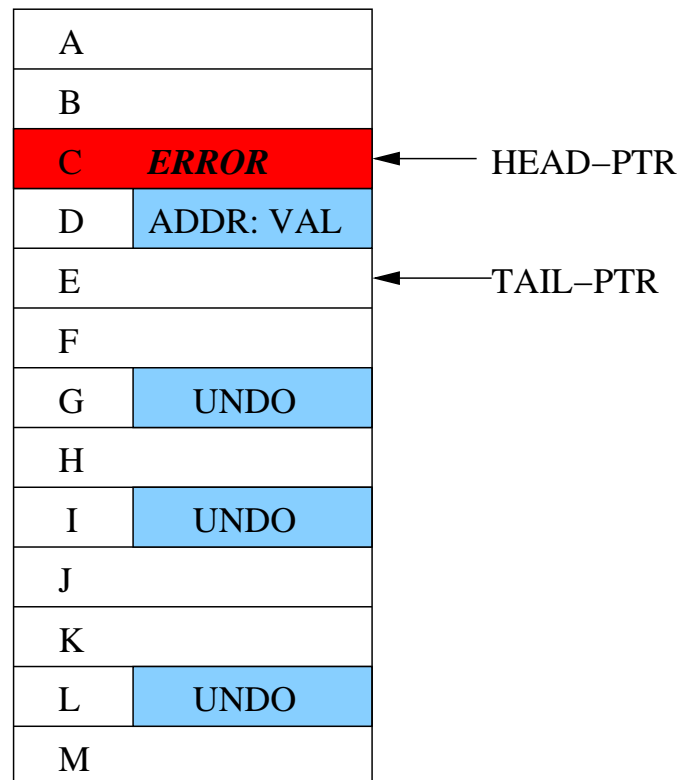 A
B
C ERROR HEAD–PTR
D ADDR: VAL
E TAIL–PTR
F
G UNDO
H
I UNDO
J
K
L UNDO
M